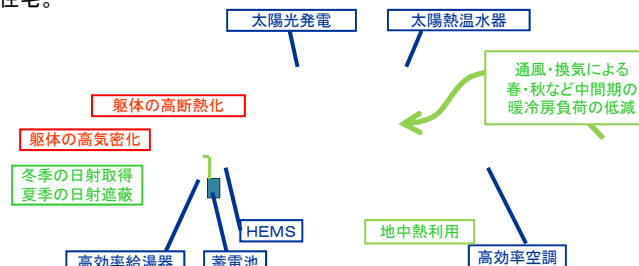 住宅。
太陽光発電
太陽熱温水器
通風・換気による
春・秋など中間期の
暖冷房負荷の低減
躯体の高断熱化
躯体の高気密化
冬季の日射取得
夏季の日射遮蔽
HEMS
地中熱利用
高効率給湯器
蓄電池
高効率空調